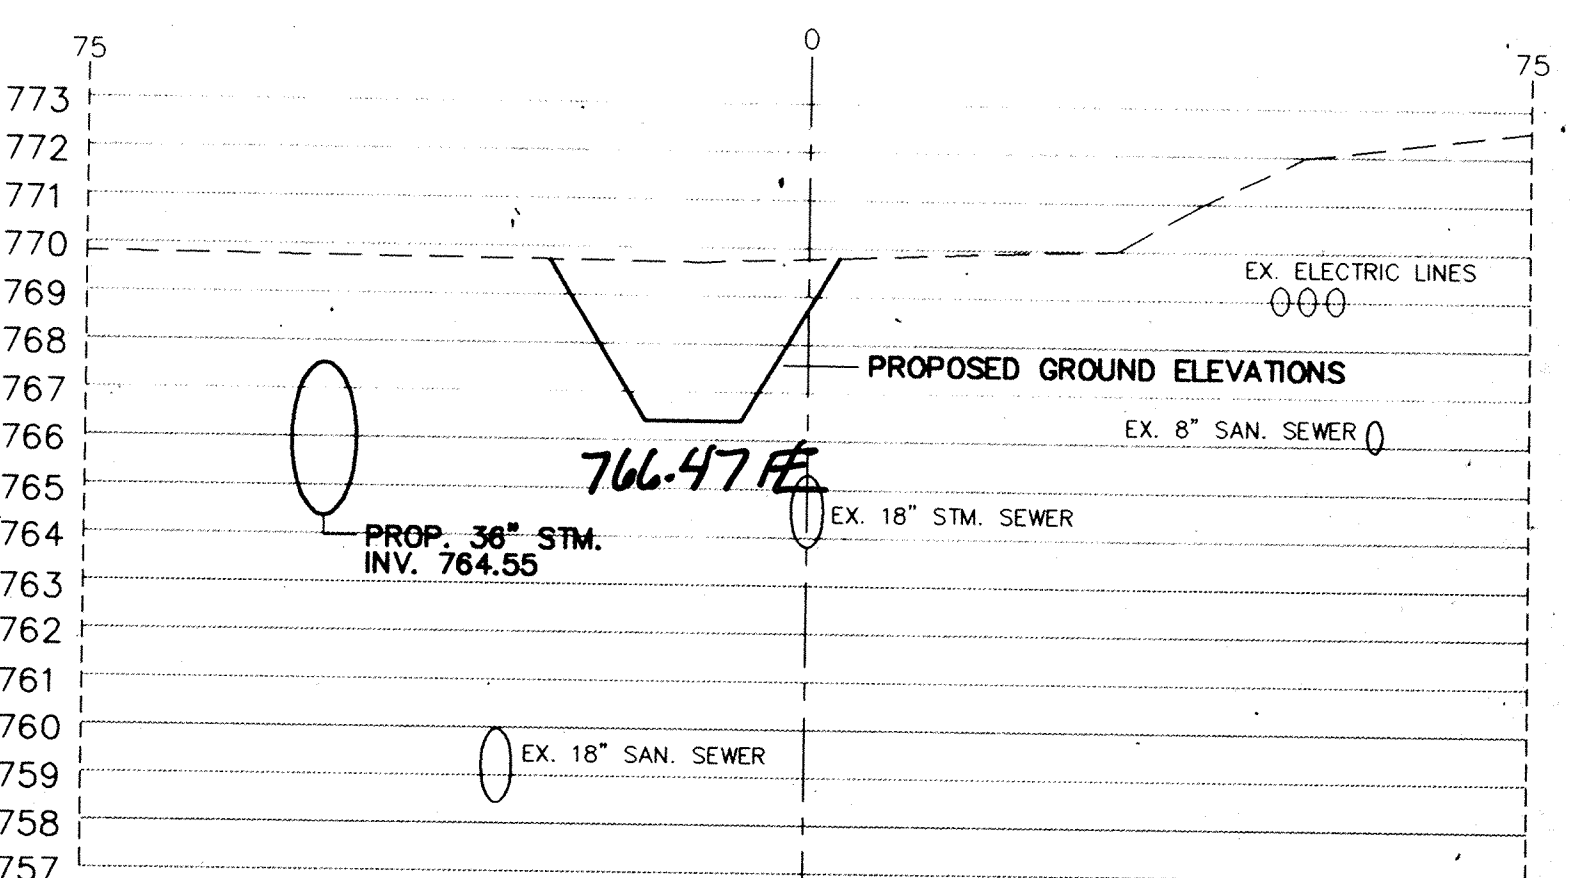 75 0 75
773
772
771
770
769
EX. ELECTRIC LINES
768
PROPOSED GROUND ELEVATIONS
767
766
EX. 8" SAN. SEWER
766.47
765
EX. 18" STM. SEWER
764
PROP. 36" STM.
INV. 764.55
763
762
761
760
EX. 18" SAN. SEWER
759
758
757